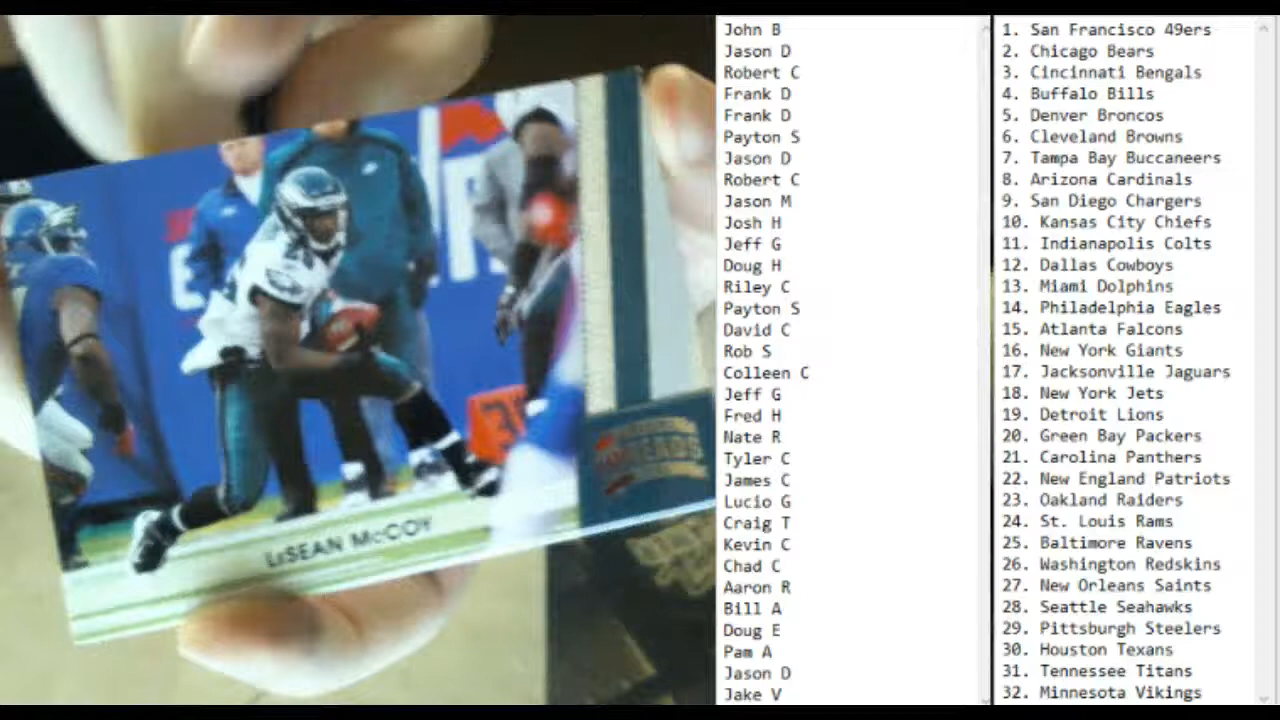 LeSEAN McCOY
John B
Jason D
Robert C
Frank D
Frank D
Payton S
Jason D
Robert C
Jason M
Josh H
Jeff G
Doug H
Riley C
Payton S
David C
Rob S
Colleen C
Jeff G
Fred H
Nate R
Tyler C
James C
Lucio G
Craig T
Kevin C
Chad C
Aaron R
Bill A
Doug E
Pam A
Jason D
Jake V
1. San Francisco 49ers
2. Chicago Bears
3. Cincinnati Bengals
4. Buffalo Bills
5. Denver Broncos
6. Cleveland Browns
7. Tampa Bay Buccaneers
8. Arizona Cardinals
9. San Diego Chargers
10. Kansas City Chiefs
11. Indianapolis Colts
12. Dallas Cowboys
13. Miami Dolphins
14. Philadelphia Eagles
15. Atlanta Falcons
16. New York Giants
17. Jacksonville Jaguars
18. New York Jets
19. Detroit Lions
20. Green Bay Packers
21. Carolina Panthers
22. New England Patriots
23. Oakland Raiders
24. St. Louis Rams
25. Baltimore Ravens
26. Washington Redskins
27. New Orleans Saints
28. Seattle Seahawks
29. Pittsburgh Steelers
30. Houston Texans
31. Tennessee Titans
32. Minnesota Vikings